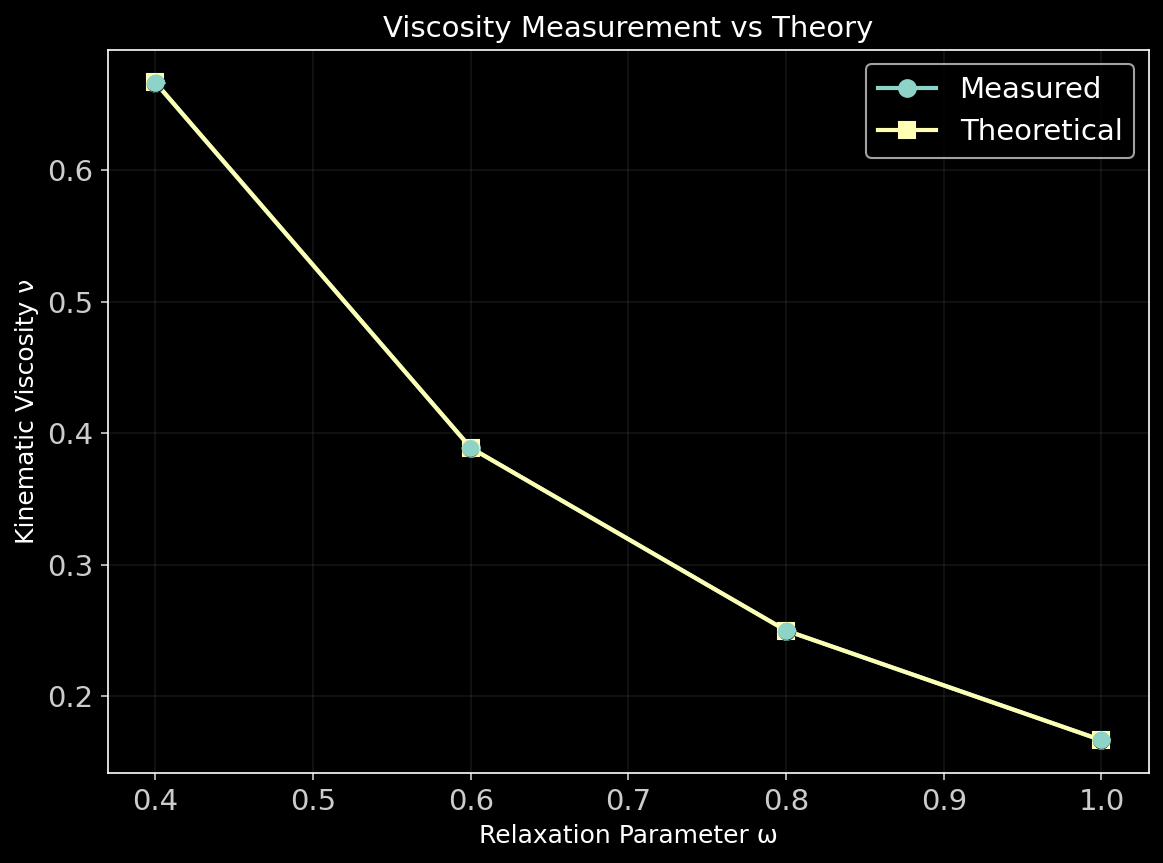 Viscosity Measurement vs Theory
Measured
Theoretical
Kinematic Viscosity ν
0.6
0.5
0.4
0.3
0.2
0.4
0.5
0.6
0.7
0.8
0.9
1.0
Relaxation Parameter ω